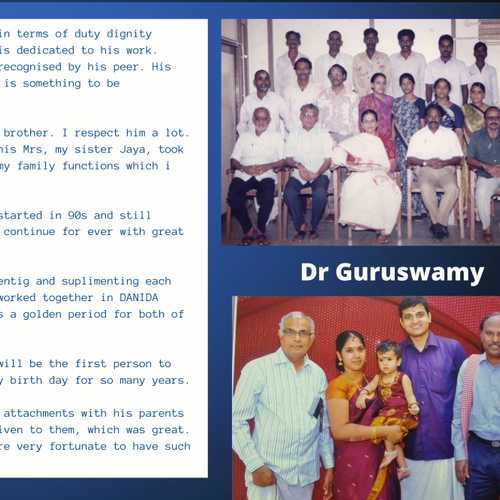 in terms of duty dignity
is dedicated to his work.
recognised by his peer. His
is something to be
brother. I respect him a lot.
his Mrs, my sister Jaya, took
my family functions which i
started in 90s and still
continue for ever with great
entig and suplimenting each
worked together in DANIDA
s a golden period for both of
will be the first person to
y birth day for so many years.
attachments with his parents
iven to them, which was great.
re very fortunate to have such
Dr Guruswamy